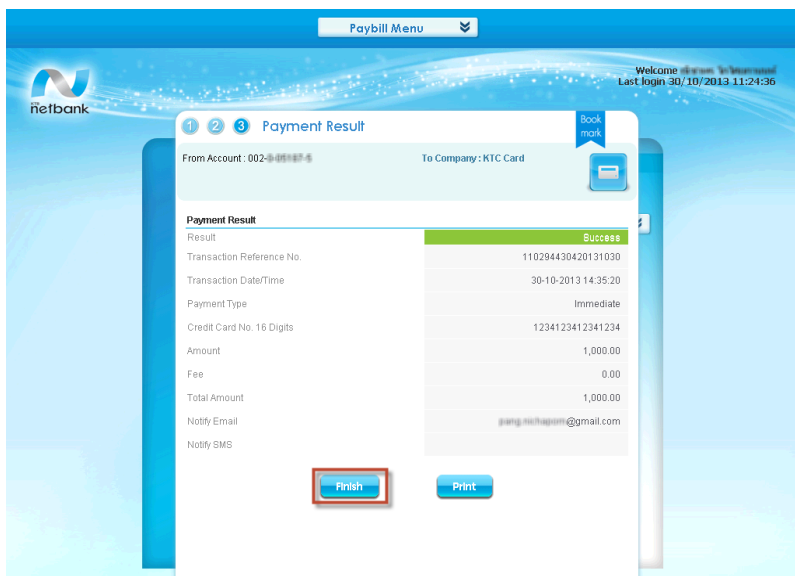 Paybill Menu
Welcome
Last login 30/10/2013 11:24:36
KTB
netbank
1 2 3 Payment Result
Book
mark
From Account : 002- To Company : KTC Card
Payment Result
Result Success
Transaction Reference No. 110294430420131030
Transaction Date/Time 30-10-2013 14:35:20
Payment Type Immediate
Credit Card No. 16 Digits 1234123412341234
Amount 1,000.00
Fee 0.00
Total Amount 1,000.00
Notify Email @gmail.com
Notify SMS
Finish Print